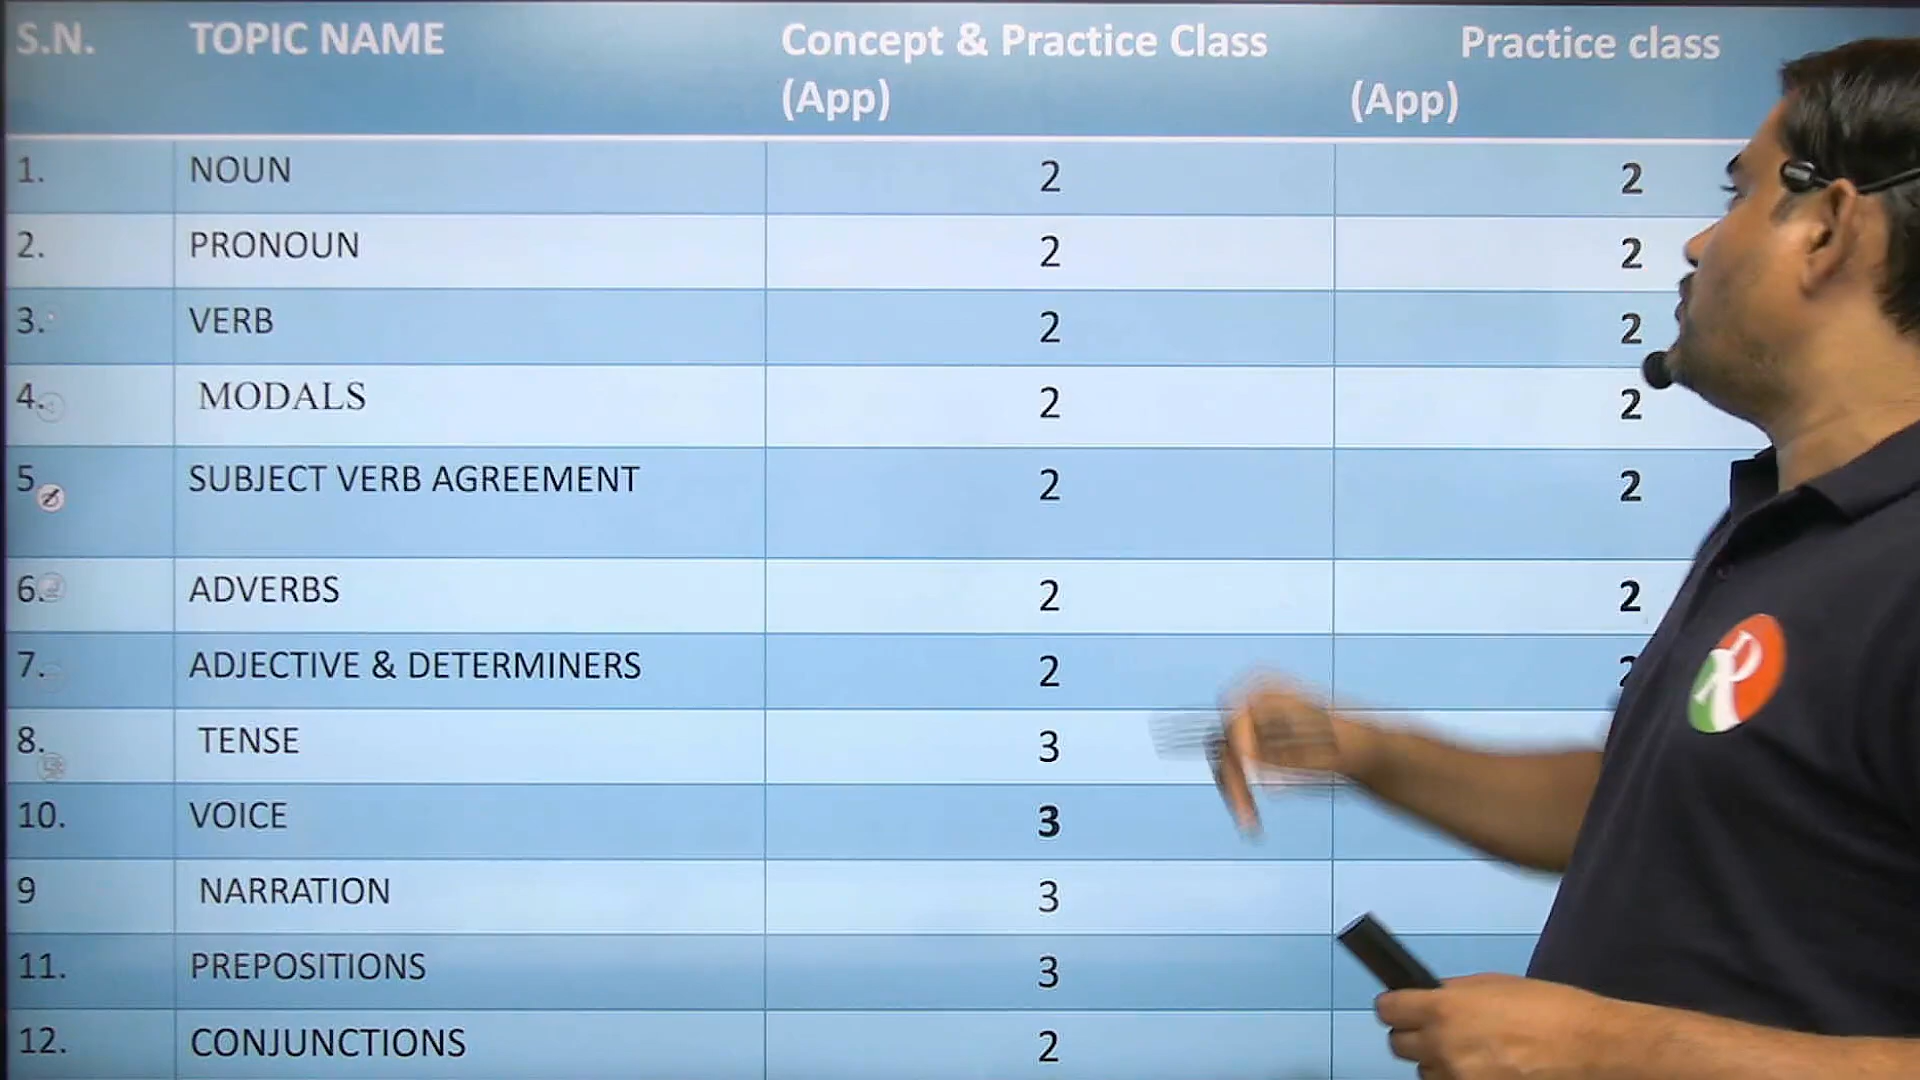 S.N. TOPIC NAME Concept & Practice Class Practice class
(App) (App)
1. NOUN 2 2
2. PRONOUN 2 2
3. VERB 2 2
4. MODALS 2 2
5 SUBJECT VERB AGREEMENT 2 2
6. ADVERBS 2 2
7. ADJECTIVE & DETERMINERS 2 2
8. TENSE 3
10. VOICE 3
9 NARRATION 3
11. PREPOSITIONS 3
12. CONJUNCTIONS 2